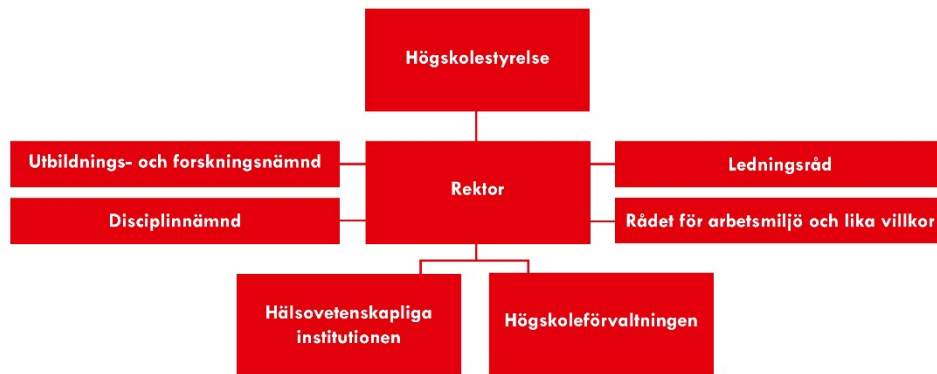 Högskolestyrelse
Utbildnings- och forskningsnämnd
Ledningsråd
Rektor
Disciplinnämnd
Rådet för arbetsmiljö och lika villkor
Hälsovetenskapliga
institutionen
Högskoleförvaltningen